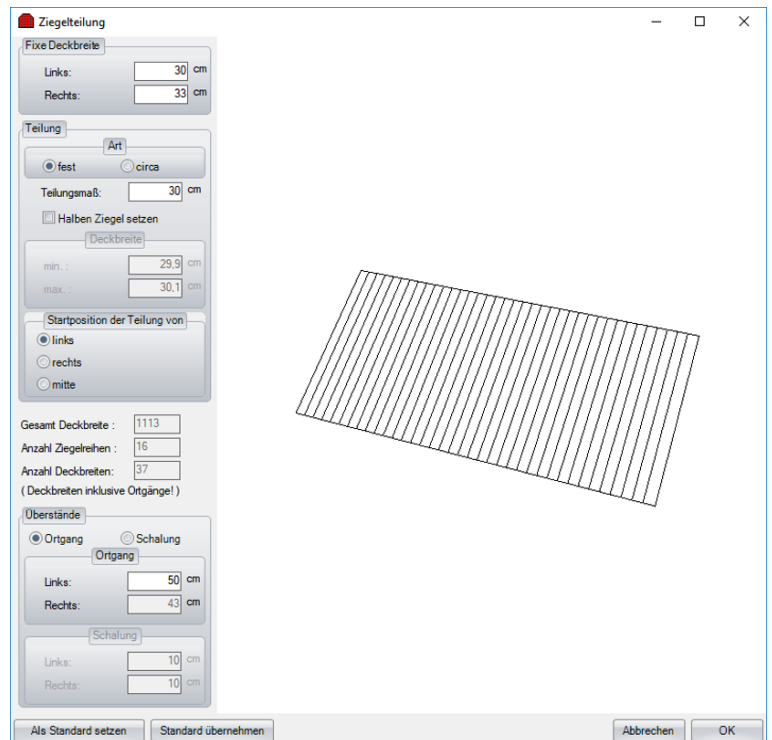 Ziegelteilung
Fixe Deckbreite
Links: 30 cm
Rechts: 33 cm
Teilung
Art
fest circa
Teilungsmaß: 30 cm
Halben Ziegel setzen
Deckbreite
min. : 29,9 cm
max. : 30,1 cm
Startposition der Teilung von
links
rechts
mitte
Gesamt Deckbreite : 1113
Anzahl Ziegelreihen : 16
Anzahl Deckbreiten: 37
( Deckbreiten inklusive Ortgänge! )
Überstände
Ortgang Schalung
Ortgang
Links: 50 cm
Rechts: 43 cm
Schalung
Links: 10 cm
Rechts: 10 cm
Als Standard setzen Standard übernehmen Abbrechen OK